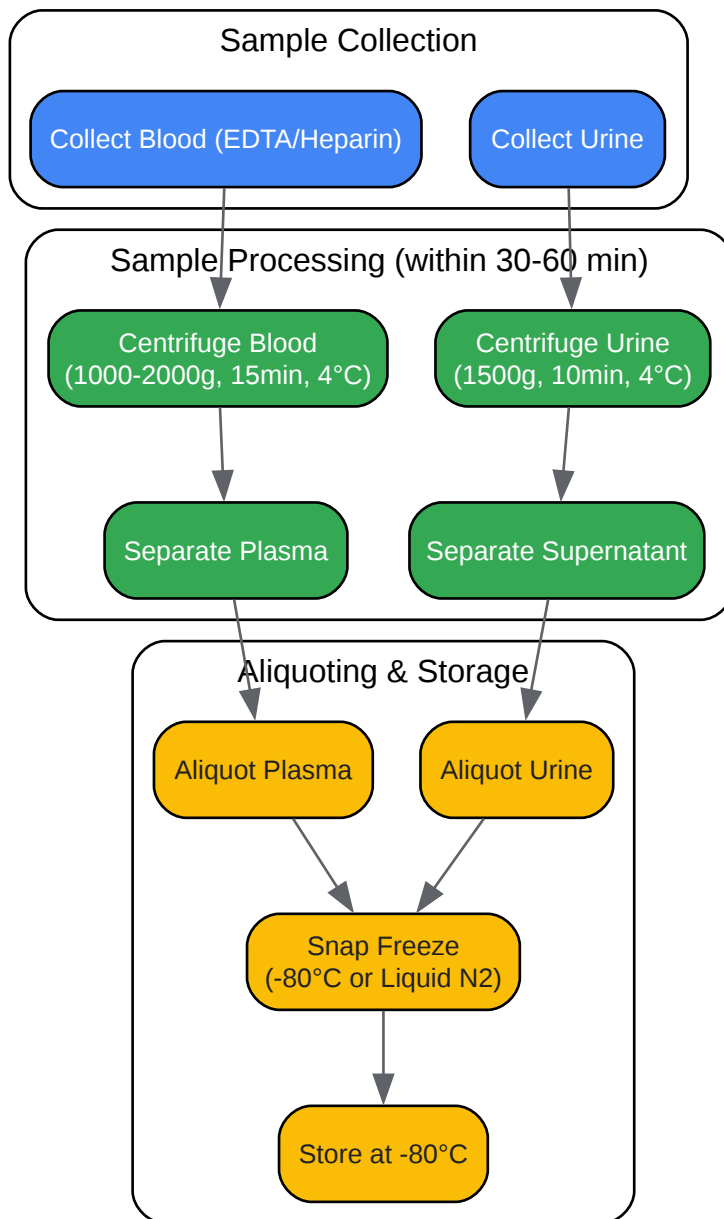 Sample Collection
Collect Blood (EDTA/Heparin)
Collect Urine
Sample Processing (within 30-60 min)
Centrifuge Blood
(1000-2000g, 15min, 4°C)
Centrifuge Urine
(1500g, 10min, 4°C)
Separate Plasma
Separate Supernatant
Aliquoting & Storage
Aliquot Plasma
Aliquot Urine
Snap Freeze
(-80°C or Liquid N2)
Store at -80°C